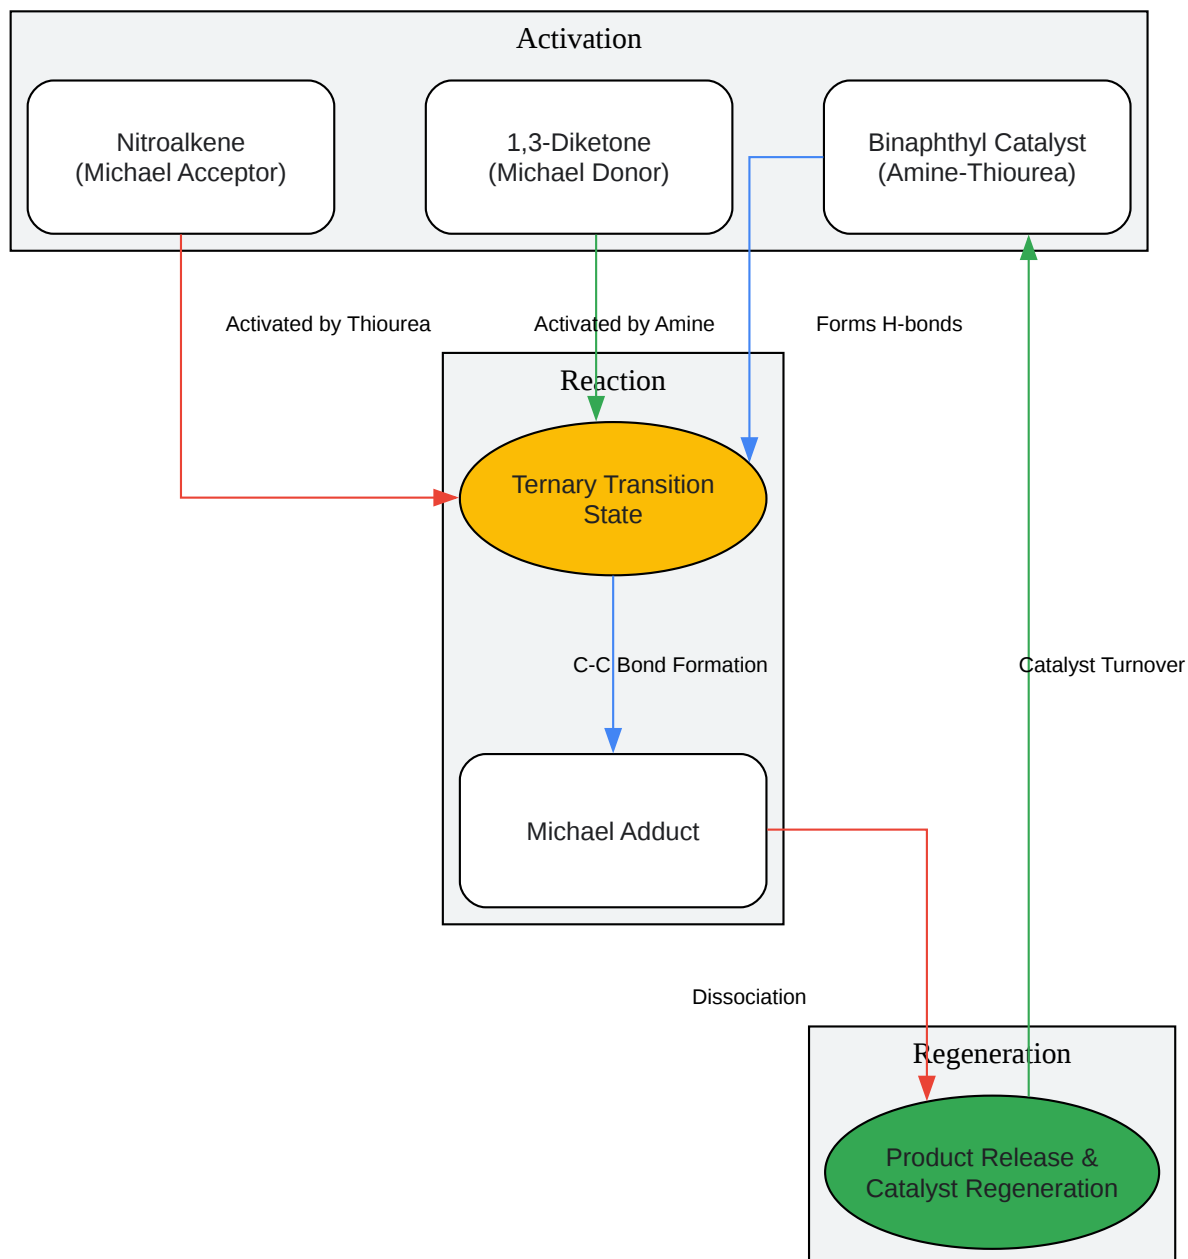 Activation
Nitroalkene
(Michael Acceptor)
1,3-Diketone
(Michael Donor)
Binaphthyl Catalyst
(Amine-Thiourea)
Activated by Thiourea
Activated by Amine
Forms H-bonds
Reaction
Ternary Transition
State
C-C Bond Formation
Catalyst Turnover
Michael Adduct
Dissociation
Regeneration
Product Release &
Catalyst Regeneration